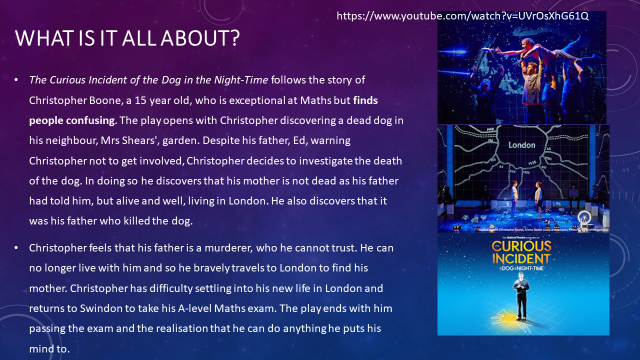 https://www.youtube.com/watch?v=UVrOsXhG61Q
WHAT IS IT ALL ABOUT?
• The Curious Incident of the Dog in the Night-Time follows the story of
Christopher Boone, a 15 year old, who is exceptional at Maths but finds
people confusing. The play opens with Christopher discovering a dead dog in
his neighbour, Mrs Shears', garden. Despite his father, Ed, warning
Christopher not to get involved, Christopher decides to investigate the death
of the dog. In doing so he discovers that his mother is not dead as his father
had told him, but alive and well, living in London. He also discovers that it
was his father who killed the dog.
• Christopher feels that his father is a murderer, who he cannot trust. He can
no longer live with him and so he bravely travels to London to find his
mother. Christopher has difficulty settling into his new life in London and
returns to Swindon to take his A-level Maths exam. The play ends with him
passing the exam and the realisation that he can do anything he puts his
mind to.
London
CURIOUS
INCIDENT
DOG NIGHT-TIME